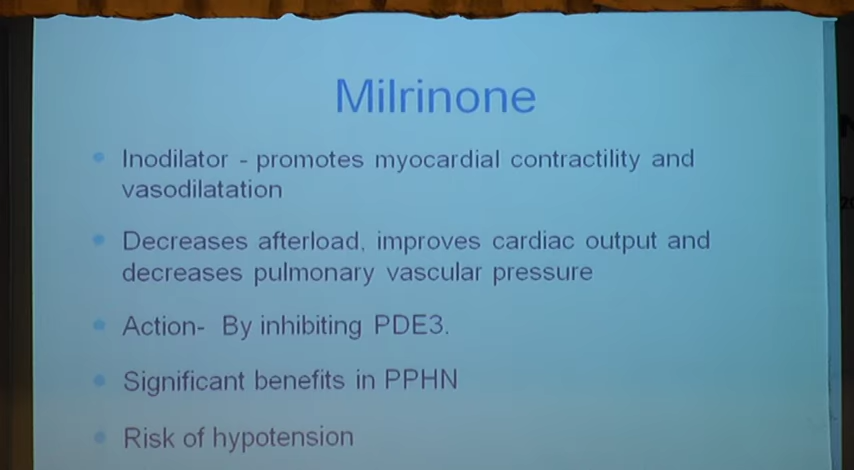 Milrinone
• Inodilator - promotes myocardial contractility and
vasodilatation
• Decreases afterload, improves cardiac output and
decreases pulmonary vascular pressure
• Action- By inhibiting PDE3.
• Significant benefits in PPHN
• Risk of hypotension